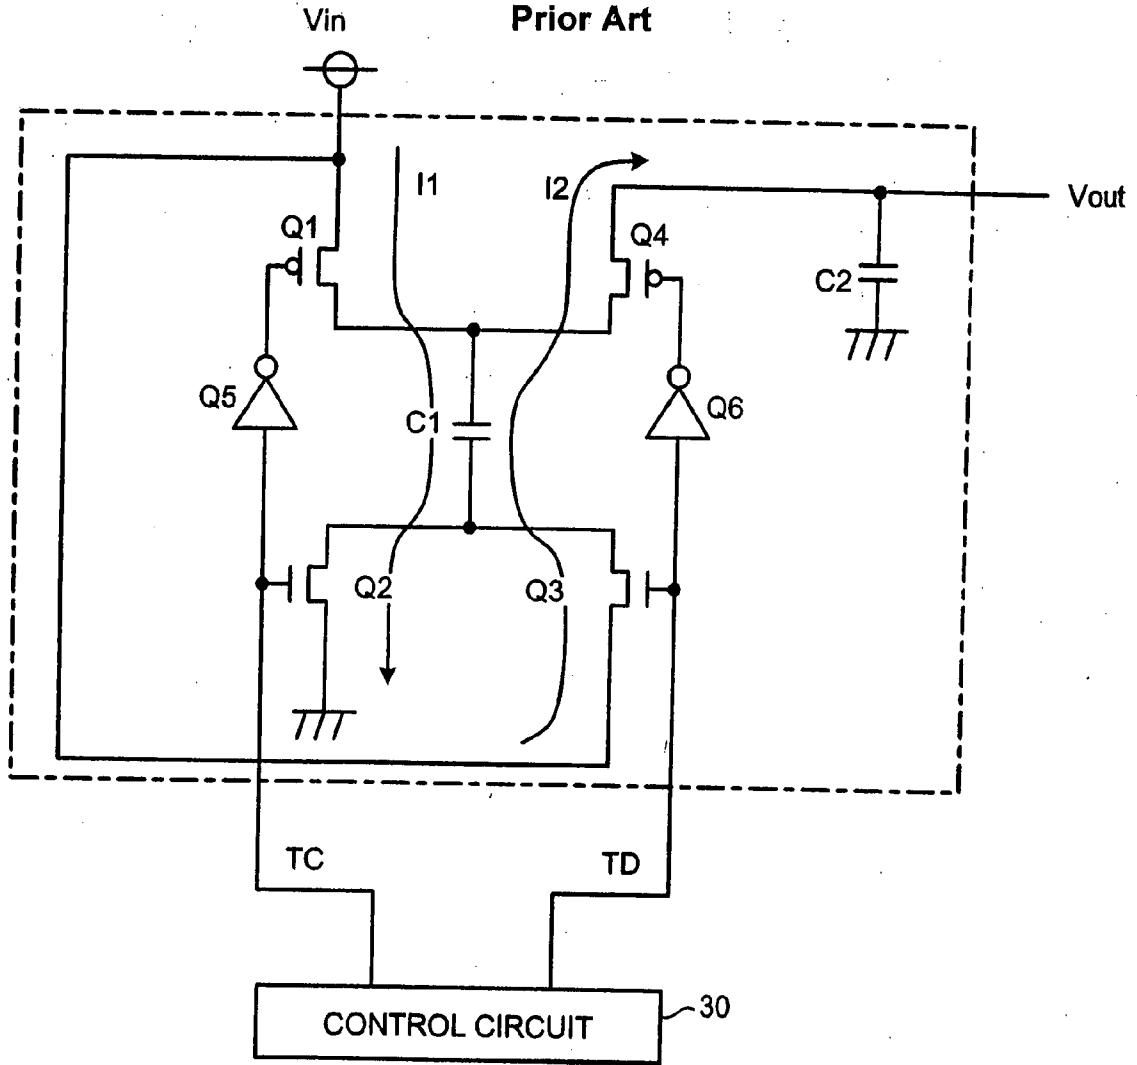 Prior Art
Vin
I1
I2
Vout
Q1
Q4
C2
Q5
C1
Q6
Q2
Q3
TC
TD
CONTROL CIRCUIT
30